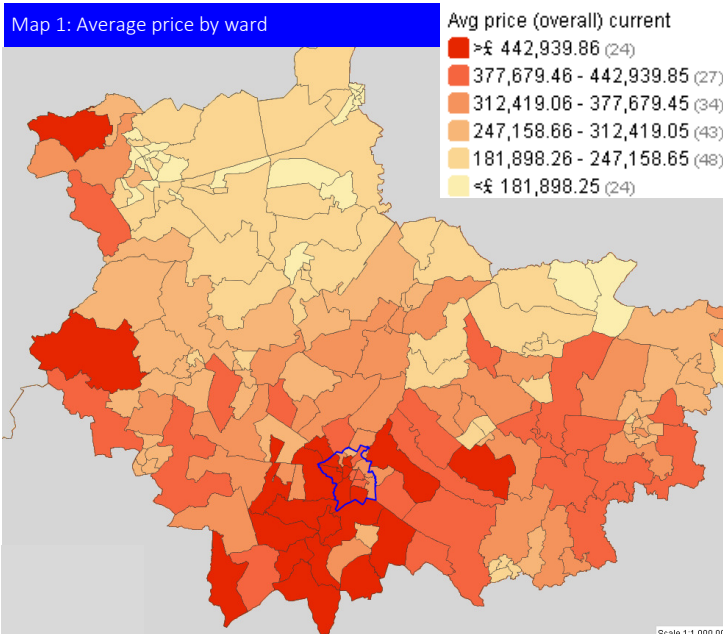 Map 1: Average price by ward
Avg price (overall) current
>£ 442,939.86 (24)
377,679.46 - 442,939.85 (27)
312,419.06 - 377,679.45 (34)
247,158.66 - 312,419.05 (43)
181,898.26 - 247,158.65 (48)
<£ 181,898.25 (24)